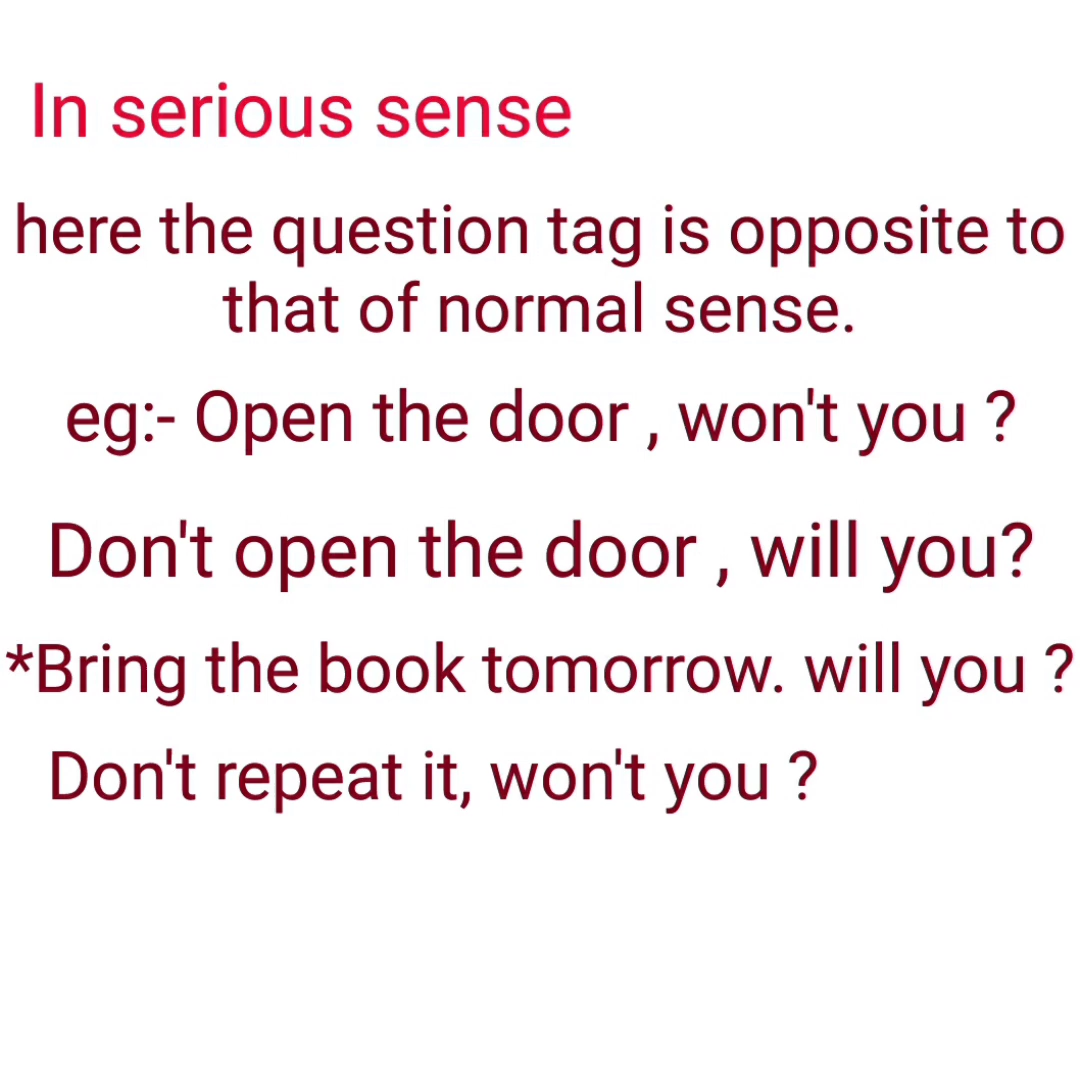 In serious sense
here the question tag is opposite to
that of normal sense.
eg:- Open the door , won't you ?
Don't open the door , will you?
*Bring the book tomorrow. will you ?
Don't repeat it, won't you ?